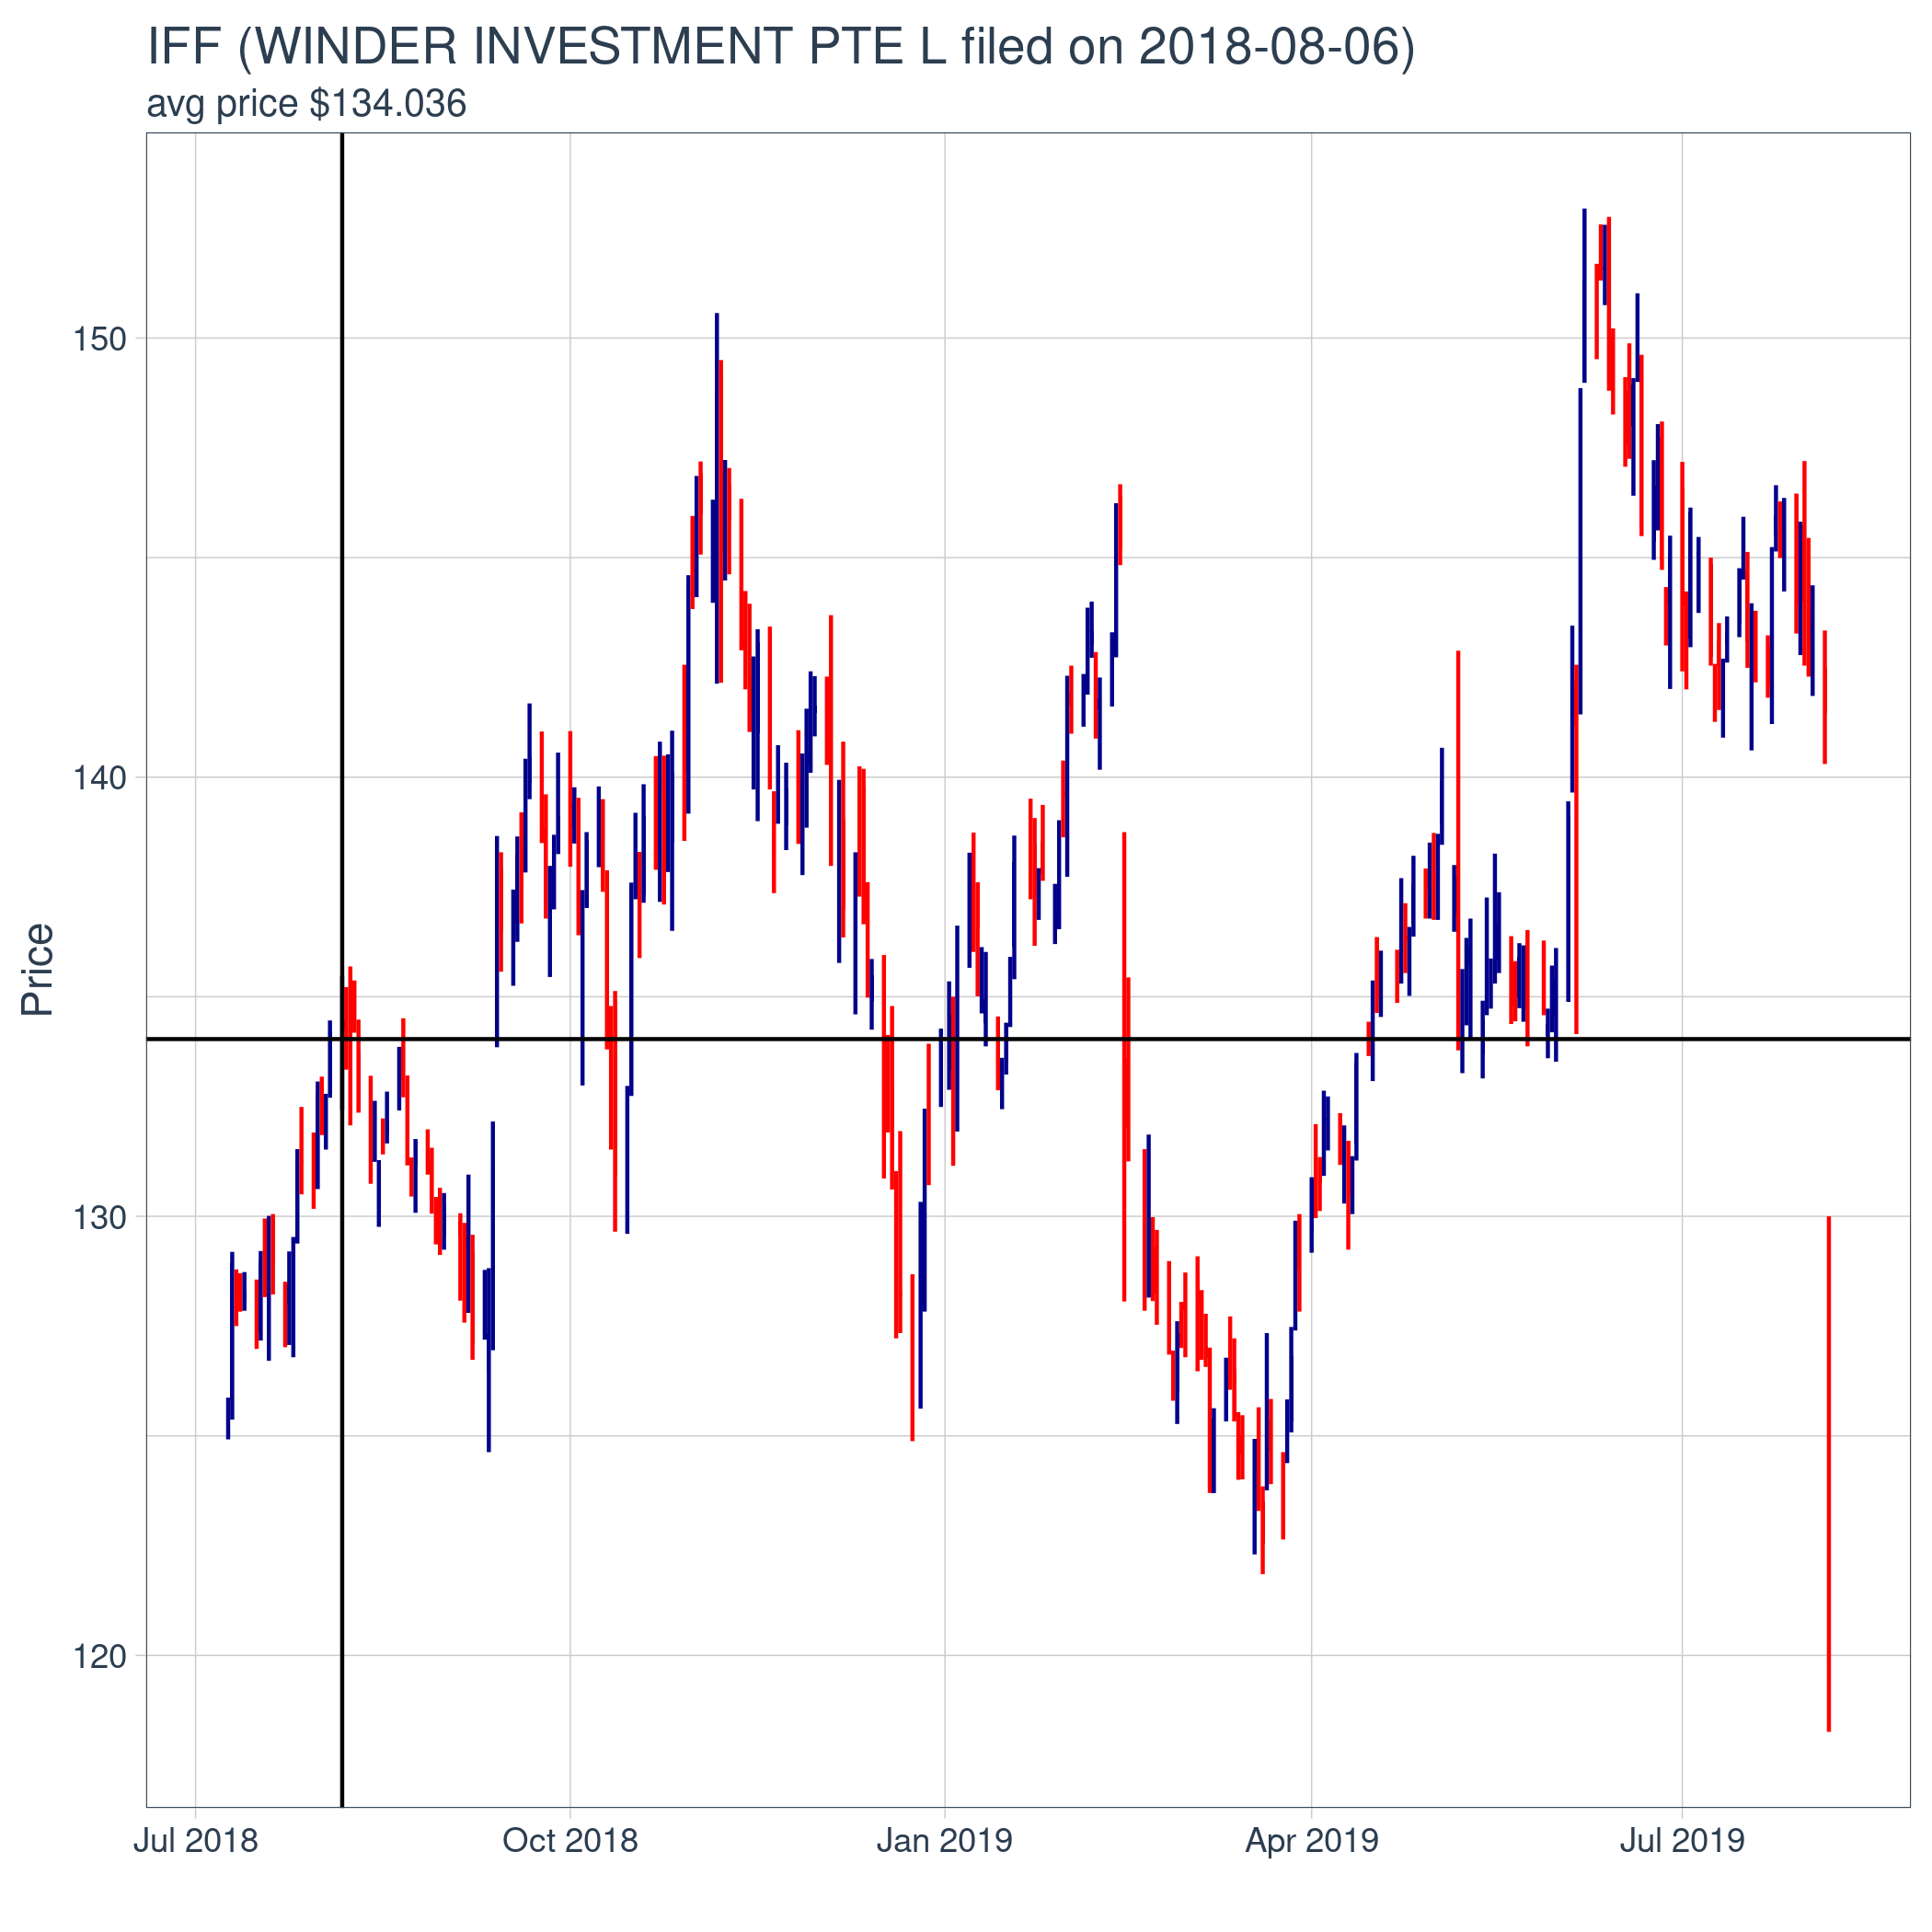 IFF (WINDER INVESTMENT PTE L filed on 2018-08-06)
avg price $134.036
Price
150
140
130
120
Jul 2018
Oct 2018
Jan 2019
Apr 2019
Jul 2019